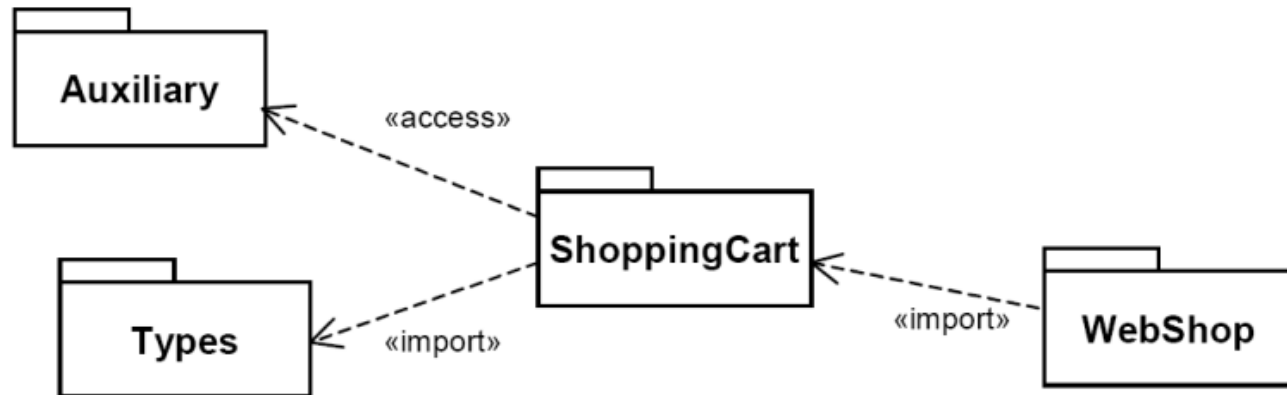 Auxiliary
«access»
ShoppingCart
Types
«import»
«import»
WebShop